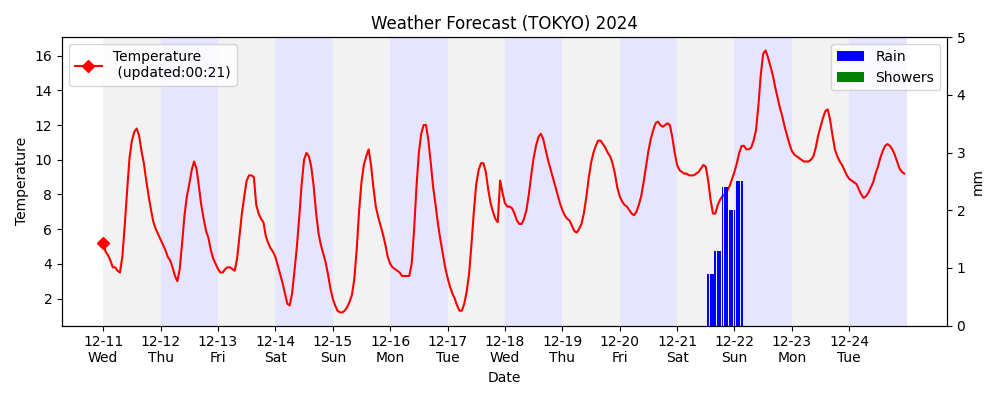 Weather Forecast (TOKYO) 2024
Temperature
(updated:00:21)
Rain
Showers
Temperature
16
14
12
10
8
6
4
2
5
4
3
2
1
0
mm
12-11 12-12 12-13 12-14 12-15 12-16 12-17 12-18 12-19 12-20 12-21 12-22 12-23 12-24
Wed Thu Fri Sat Sun Mon Tue Wed Thu Fri Sat Sun Mon Tue
Date